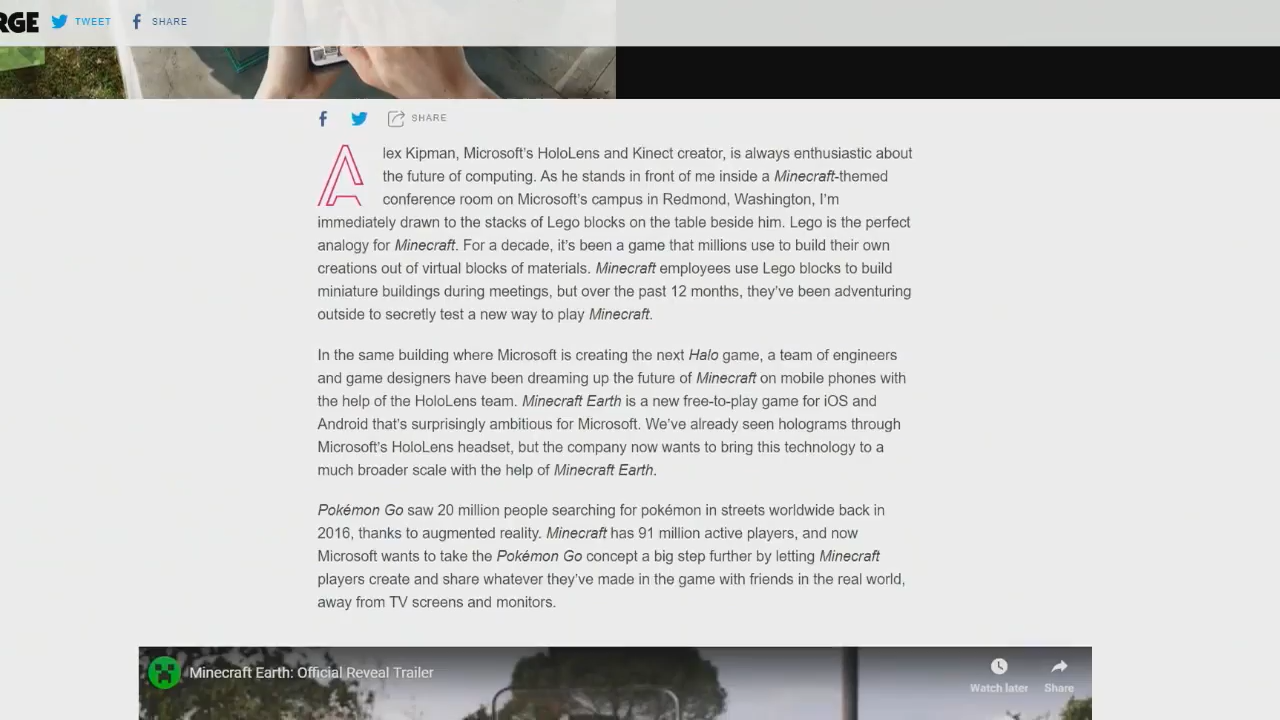 RGE TWEET SHARE
SHARE
Alex Kipman, Microsoft's HoloLens and Kinect creator, is always enthusiastic about
the future of computing. As he stands in front of me inside a Minecraft-themed
conference room on Microsoft's campus in Redmond, Washington, I'm
immediately drawn to the stacks of Lego blocks on the table beside him. Lego is the perfect
analogy for Minecraft. For a decade, it's been a game that millions use to build their own
creations out of virtual blocks of materials. Minecraft employees use Lego blocks to build
miniature buildings during meetings, but over the past 12 months, they've been adventuring
outside to secretly test a new way to play Minecraft.
In the same building where Microsoft is creating the next Halo game, a team of engineers
and game designers have been dreaming up the future of Minecraft on mobile phones with
the help of the HoloLens team. Minecraft Earth is a new free-to-play game for iOS and
Android that's surprisingly ambitious for Microsoft. We've already seen holograms through
Microsoft's HoloLens headset, but the company now wants to bring this technology to a
much broader scale with the help of Minecraft Earth.
Pokémon Go saw 20 million people searching for pokémon in streets worldwide back in
2016, thanks to augmented reality. Minecraft has 91 million active players, and now
Microsoft wants to take the Pokémon Go concept a big step further by letting Minecraft
players create and share whatever they've made in the game with friends in the real world,
away from TV screens and monitors.
Minecraft Earth: Official Reveal Trailer
Watch later Share